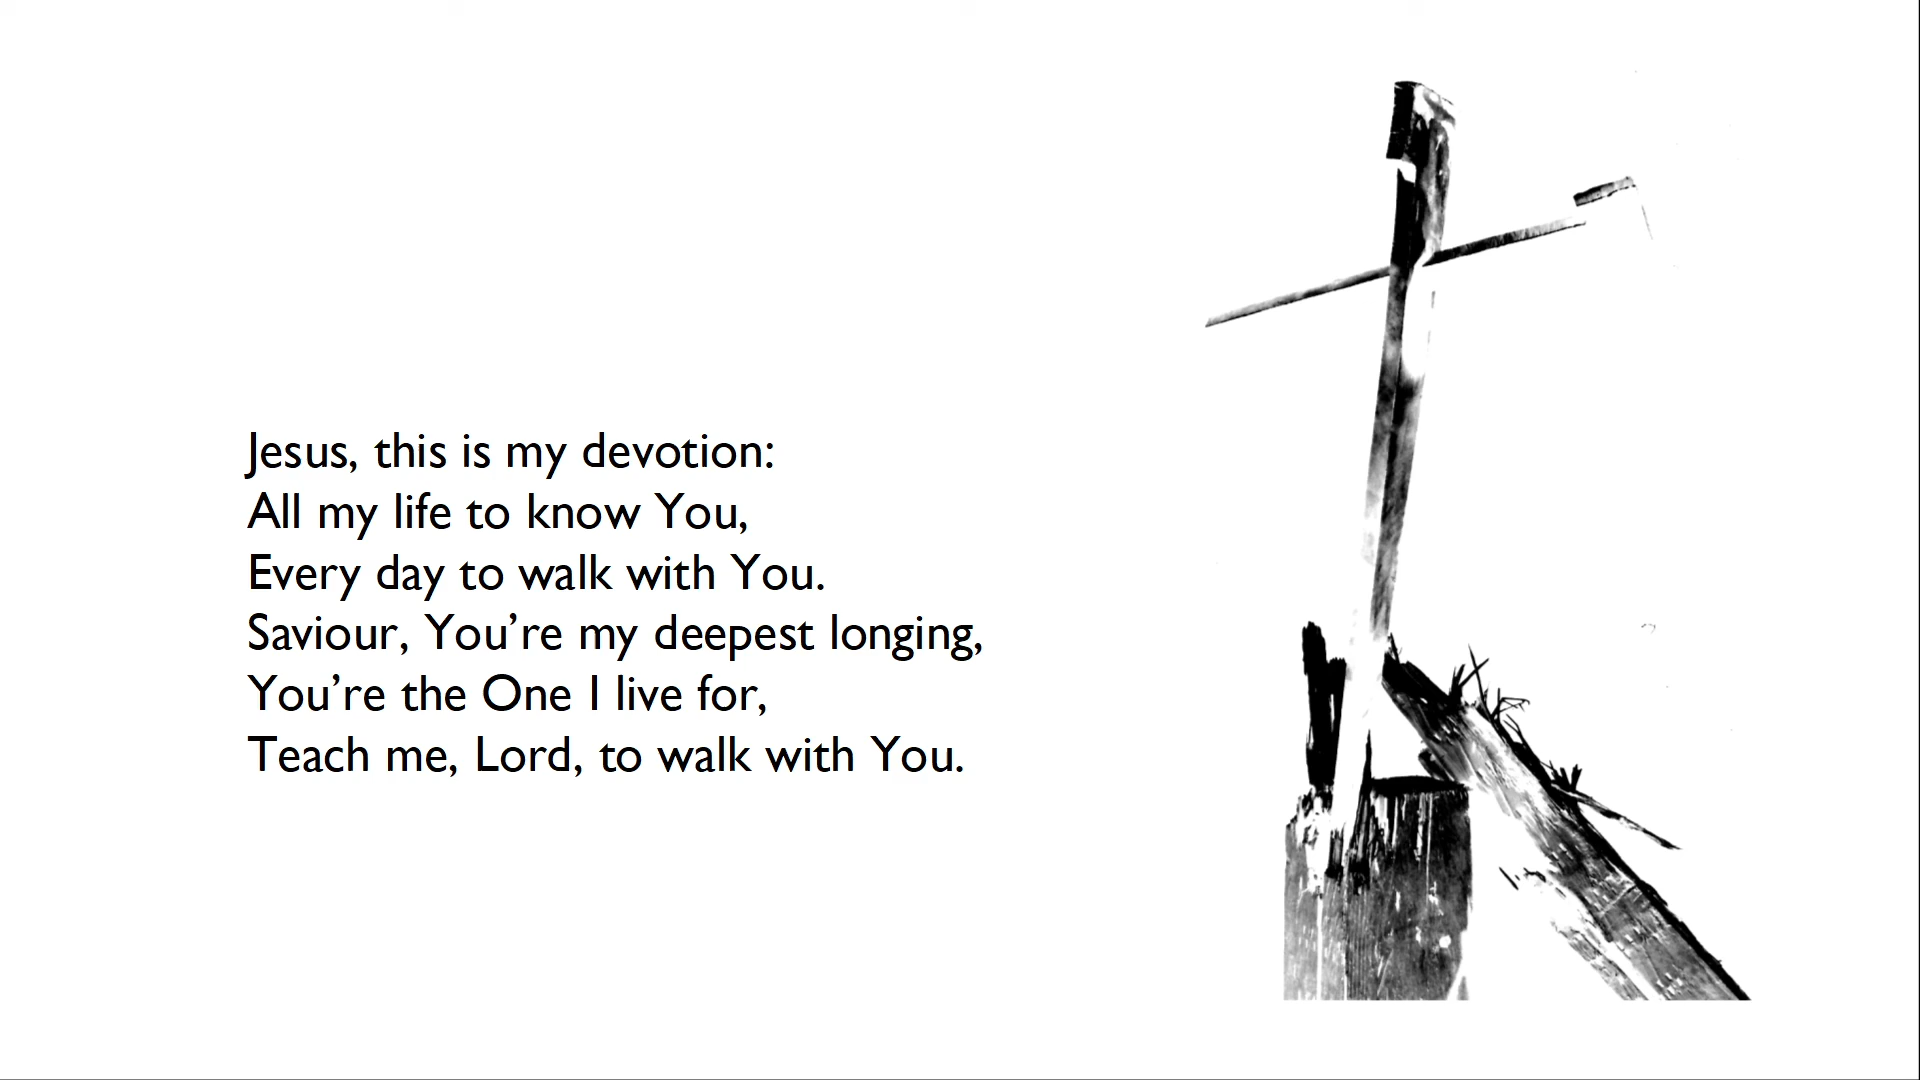 Jesus, this is my devotion:
All my life to know You,
Every day to walk with You.
Saviour, You’re my deepest longing,
You’re the One I live for,
Teach me, Lord, to walk with You.